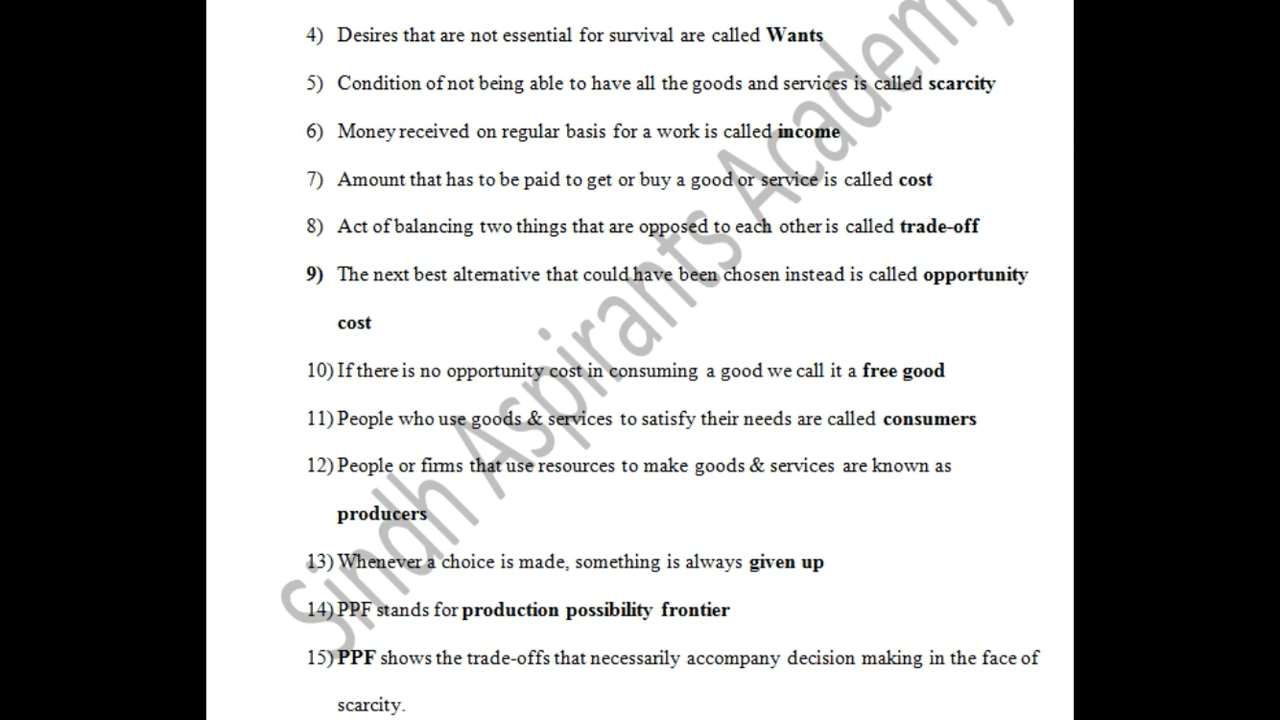 4) Desires that are not essential for survival are called Wants
5) Condition of not being able to have all the goods and services is called scarcity
6) Money received on regular basis for a work is called income
7) Amount that has to be paid to get or buy a good or service is called cost
8) Act of balancing two things that are opposed to each other is called trade-off
9) The next best alternative that could have been chosen instead is called opportunity
cost
10) If there is no opportunity cost in consuming a good we call it a free good
11) People who use goods & services to satisfy their needs are called consumers
12) People or firms that use resources to make goods & services are known as
producers
13) Whenever a choice is made, something is always given up
14) PPF stands for production possibility frontier
15) PPF shows the trade-offs that necessarily accompany decision making in the face of
scarcity.
Sindh Aspirants Academy